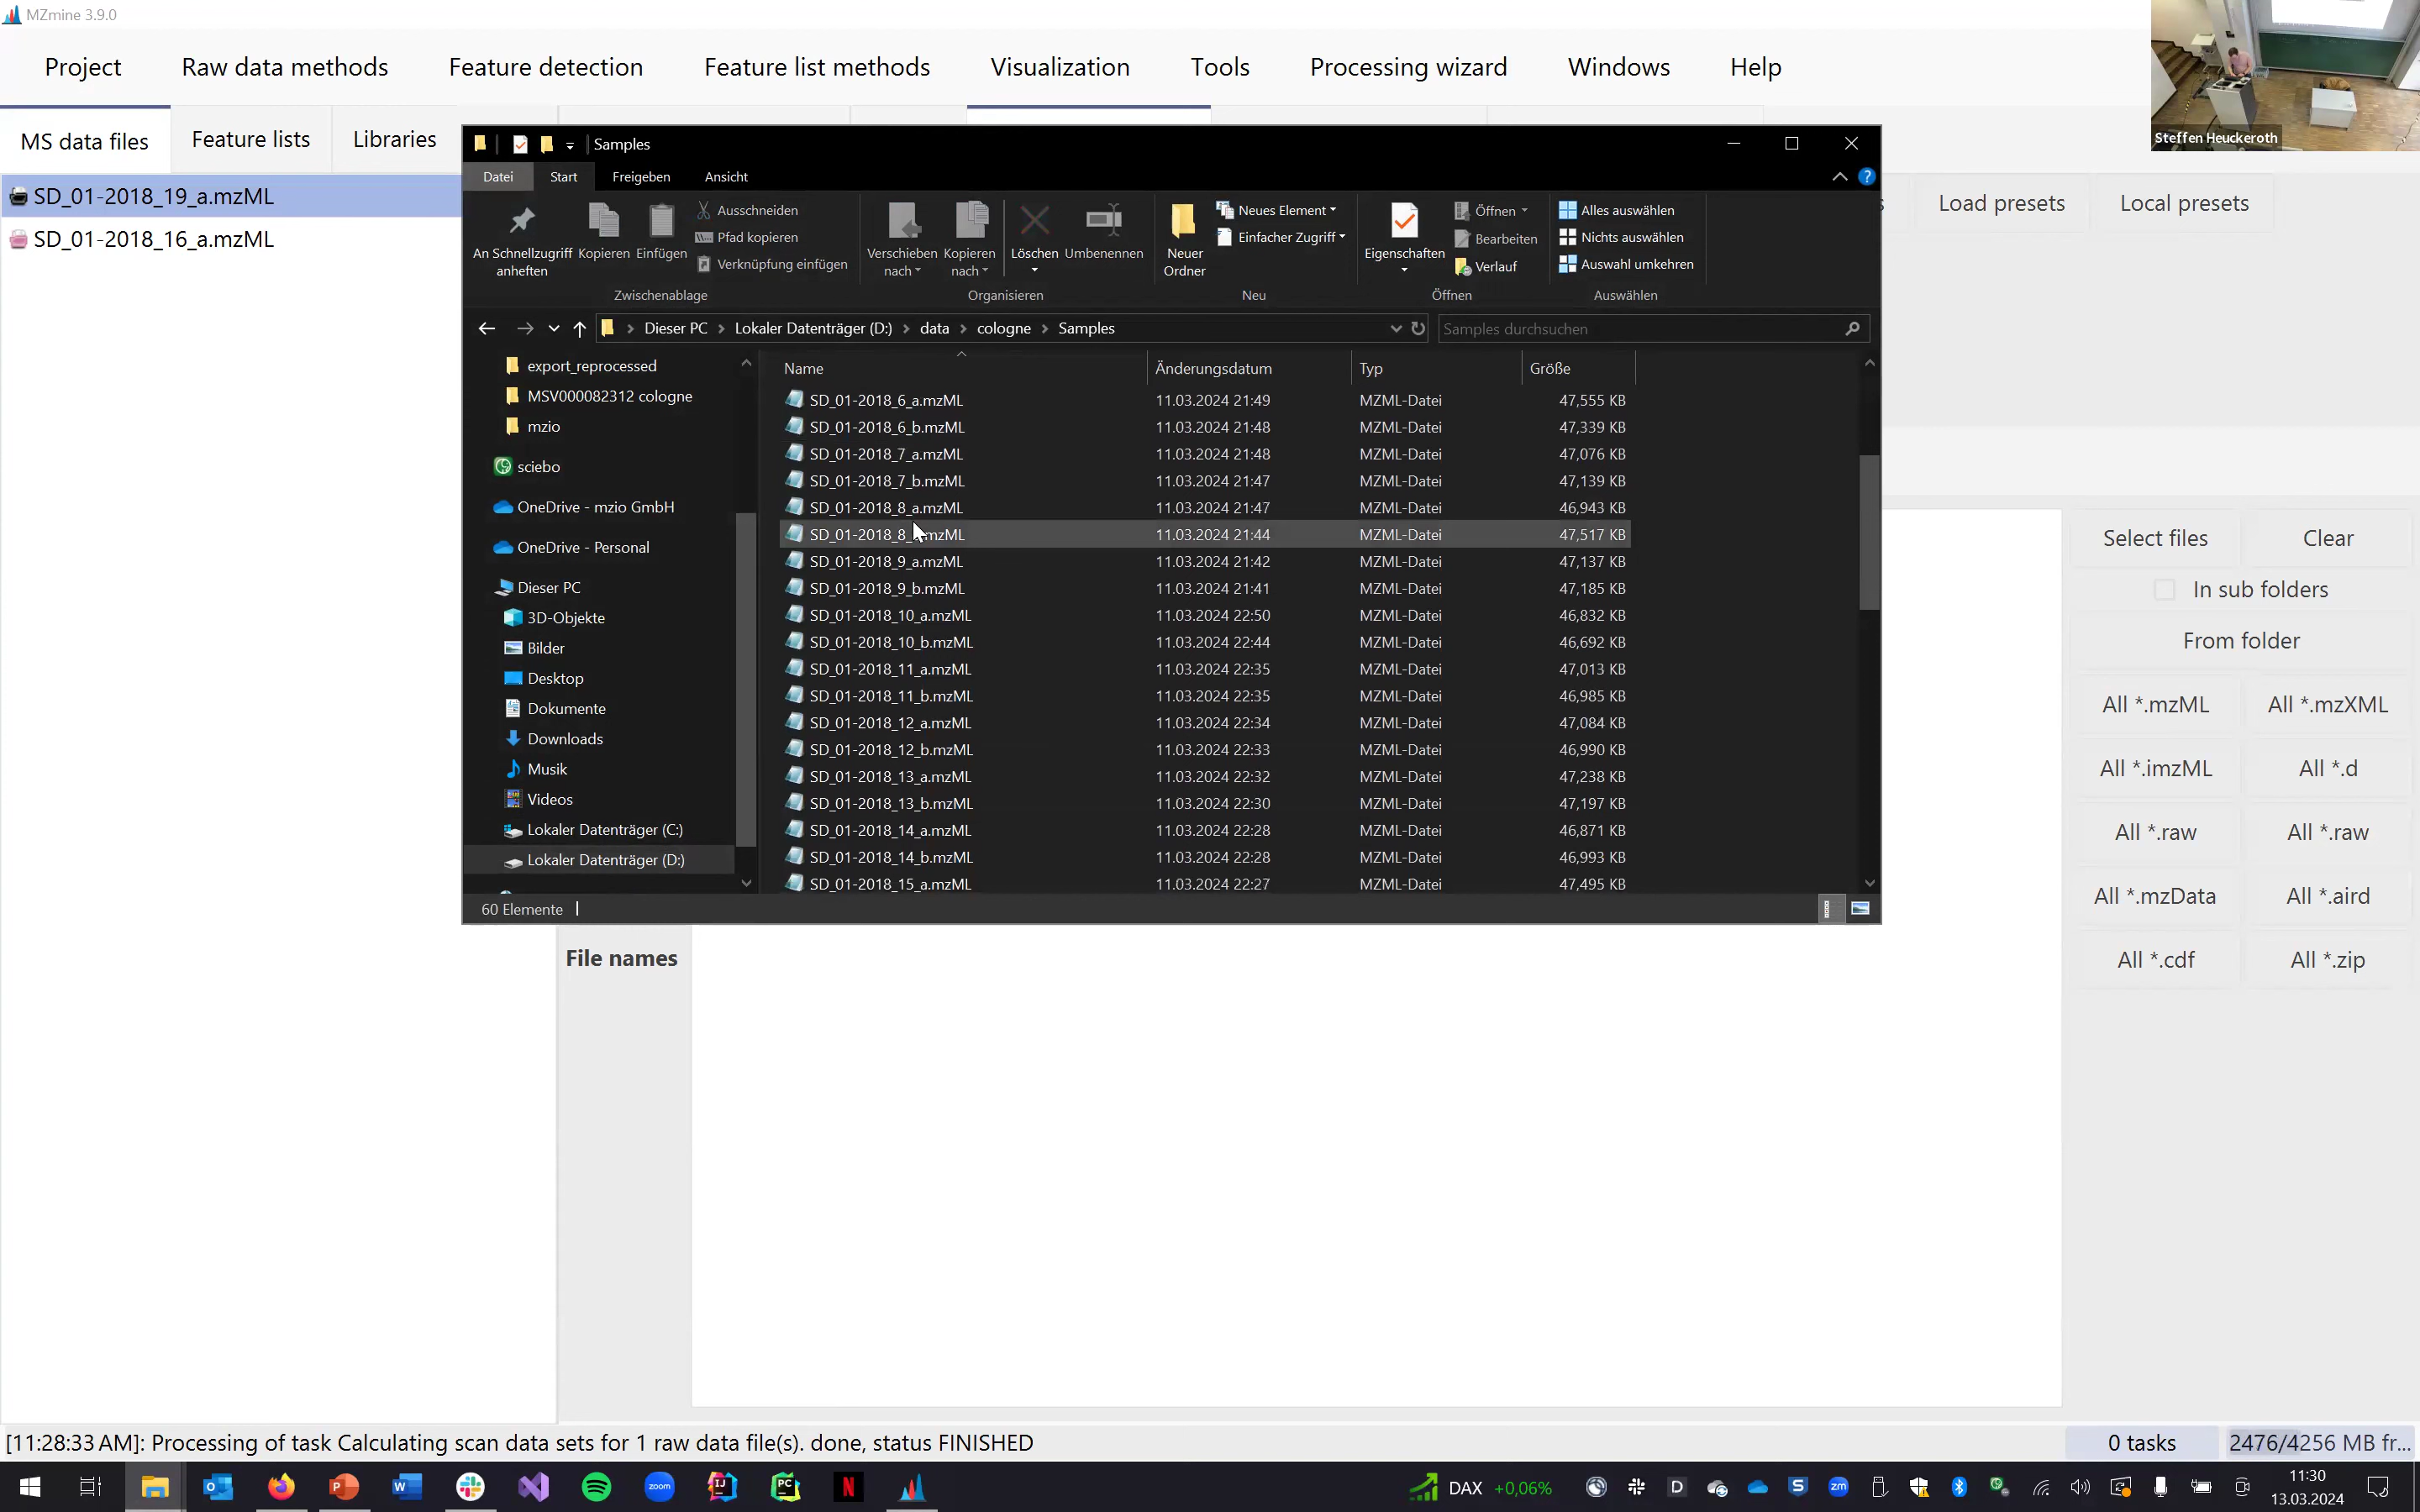 MZmine 3.9.0
Project Raw data methods Feature detection Feature list methods Visualization Tools Processing wizard Windows Help
Steffen Heuckeroth
MS data files Feature lists Libraries
SD_01-2018_19_a.mzML
SD_01-2018_16_a.mzML
Samples
Datei Start Freigeben Ansicht
An Schnellzugriff anheften
Kopieren
Einfügen
Ausschneiden
Pfad kopieren
Verknüpfung einfügen
Zwischenablage
Verschieben nach
Kopieren nach
Löschen
Umbenennen
Organisieren
Neuer Ordner
Neues Element
Einfacher Zugriff
Neu
Eigenschaften
Öffnen
Bearbeiten
Verlauf
Öffnen
Alles auswählen
Nichts auswählen
Auswahl umkehren
Auswählen
s Load presets Local presets
Dieser PC Lokaler Datenträger (D:) data cologne Samples
Samples durchsuchen
export_reprocessed
MSV000082312 cologne
mzio
sciebo
OneDrive - mzio GmbH
OneDrive - Personal
Dieser PC
3D-Objekte
Bilder
Desktop
Dokumente
Downloads
Musik
Videos
Lokaler Datenträger (C:)
Lokaler Datenträger (D:)
Name Änderungsdatum Typ Größe
SD_01-2018_6_a.mzML 11.03.2024 21:49 MZML-Datei 47,555 KB
SD_01-2018_6_b.mzML 11.03.2024 21:48 MZML-Datei 47,339 KB
SD_01-2018_7_a.mzML 11.03.2024 21:48 MZML-Datei 47,076 KB
SD_01-2018_7_b.mzML 11.03.2024 21:47 MZML-Datei 47,139 KB
SD_01-2018_8_a.mzML 11.03.2024 21:47 MZML-Datei 46,943 KB
SD_01-2018_8_ .mzML 11.03.2024 21:44 MZML-Datei 47,517 KB
SD_01-2018_9_a.mzML 11.03.2024 21:42 MZML-Datei 47,137 KB
SD_01-2018_9_b.mzML 11.03.2024 21:41 MZML-Datei 47,185 KB
SD_01-2018_10_a.mzML 11.03.2024 22:50 MZML-Datei 46,832 KB
SD_01-2018_10_b.mzML 11.03.2024 22:44 MZML-Datei 46,692 KB
SD_01-2018_11_a.mzML 11.03.2024 22:35 MZML-Datei 47,013 KB
SD_01-2018_11_b.mzML 11.03.2024 22:35 MZML-Datei 46,985 KB
SD_01-2018_12_a.mzML 11.03.2024 22:34 MZML-Datei 47,084 KB
SD_01-2018_12_b.mzML 11.03.2024 22:33 MZML-Datei 46,990 KB
SD_01-2018_13_a.mzML 11.03.2024 22:32 MZML-Datei 47,238 KB
SD_01-2018_13_b.mzML 11.03.2024 22:30 MZML-Datei 47,197 KB
SD_01-2018_14_a.mzML 11.03.2024 22:28 MZML-Datei 46,871 KB
SD_01-2018_14_b.mzML 11.03.2024 22:28 MZML-Datei 46,993 KB
SD_01-2018_15_a.mzML 11.03.2024 22:27 MZML-Datei 47,495 KB
60 Elemente
Select files Clear
In sub folders
From folder
All *.mzML All *.mzXML
All *.imzML All *.d
All *.raw All *.raw
All *.mzData All *.aird
All *.cdf All *.zip
File names
[11:28:33 AM]: Processing of task Calculating scan data sets for 1 raw data file(s). done, status FINISHED
0 tasks 2476/4256 MB fr...
DAX +0,06%
11:30
13.03.2024